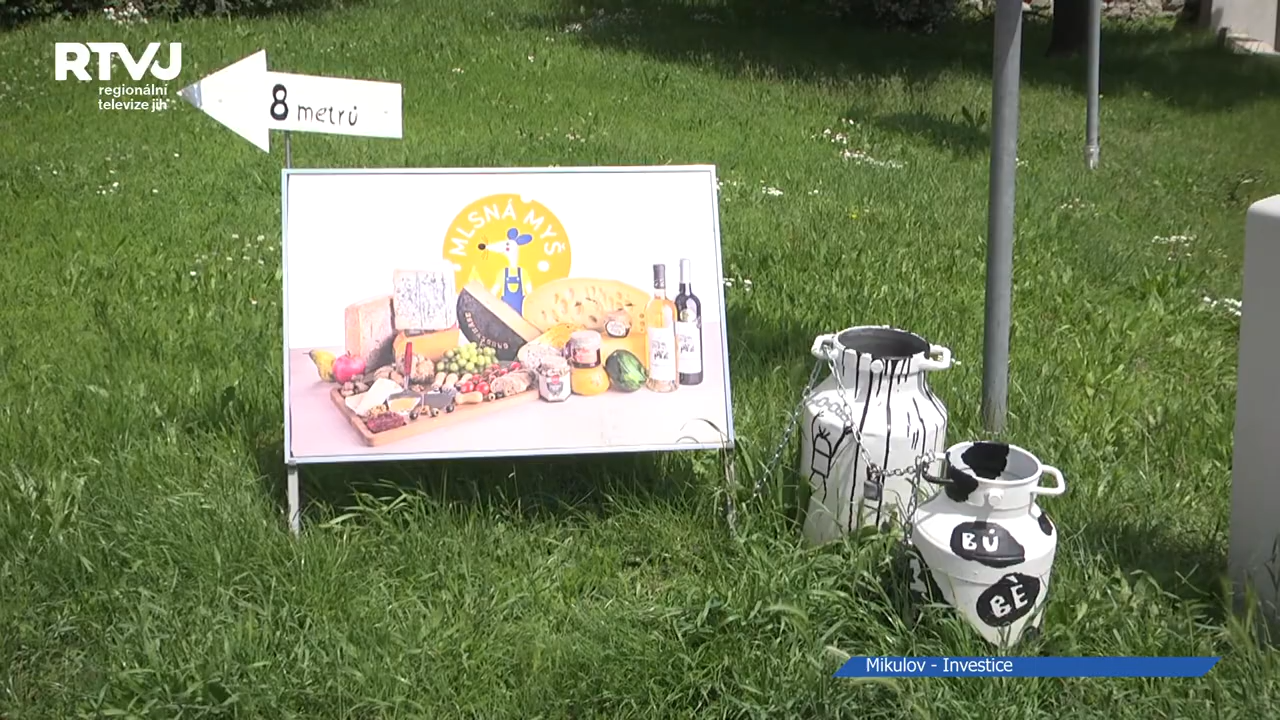 RTVJ
regionální
televize jih
8 metrů
MLSNÁ MYŠ
BÚ
BÈ
Mikulov - Investice